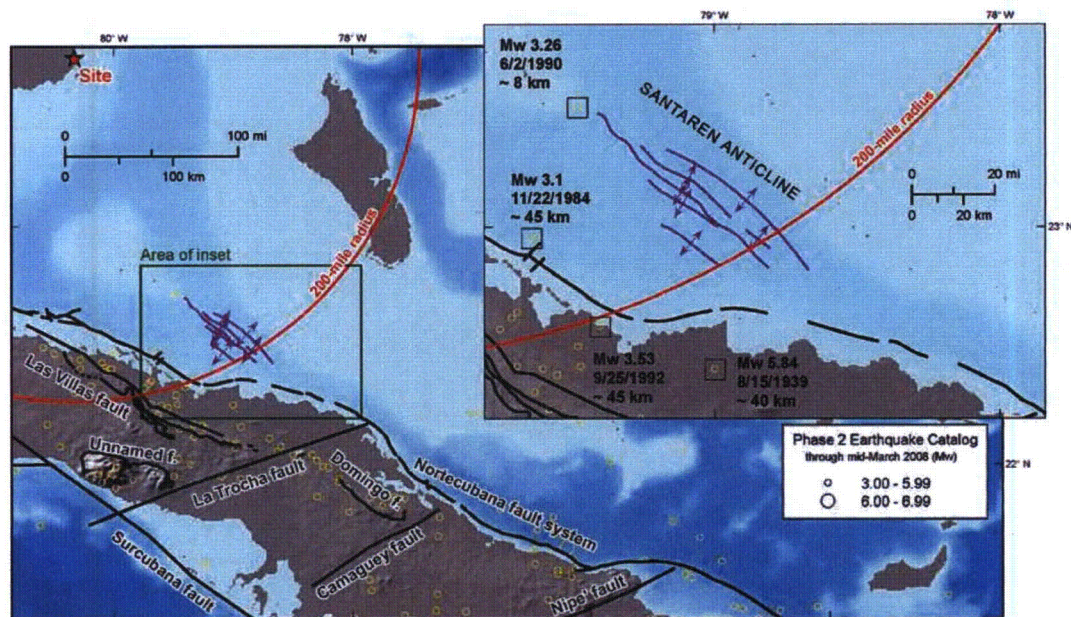 80° W
78° W
Site
0 100 mi
0 100 km
200-mile radius
Area of inset
Las Villas fault
Unnamed f.
La Trocha fault
Domingo f.
Nortecubana fault system
Camaguey fault
Surcubana fault
Nipe' fault
79° W
78° W
Mw 3.26
6/2/1990
~ 8 km
SANTAREN ANTICLINE
200-mile radius
0 20 mi
0 20 km
Mw 3.1
11/22/1984
~ 45 km
23° N
Mw 3.53
9/25/1992
~ 45 km
Mw 5.84
8/15/1939
~ 40 km
Phase 2 Earthquake Catalog
through mid-March 2008 (Mw)
3.00 - 5.99
6.00 - 6.99
22° N